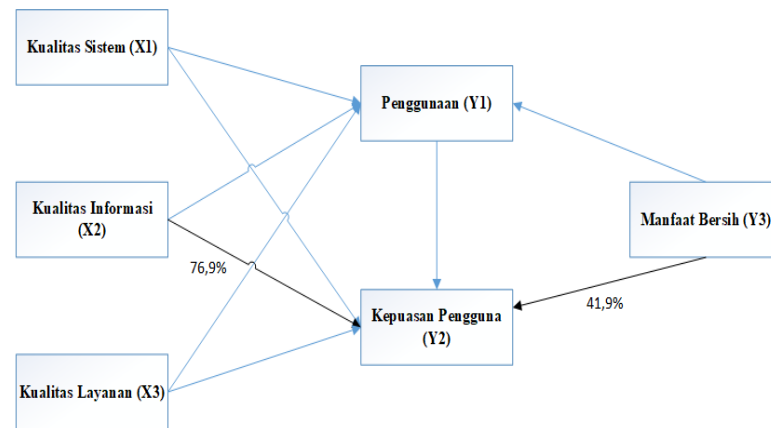 Kualitas Sistem (X1)
Penggunaan (Y1)
Kualitas Informasi
(X2)
Manfaat Bersih (Y3)
76,9%
Kepuasan Pengguna
(Y2)
41,9%
Kualitas Layanan (X3)